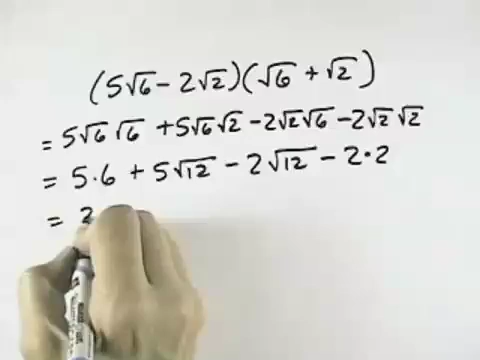 (5√6 - 2√2)(√6 + √2)
= 5√6 √6 + 5√6 √2 - 2√2 √6 - 2√2 √2
= 5·6 + 5√12 - 2√12 - 2·2
= 3